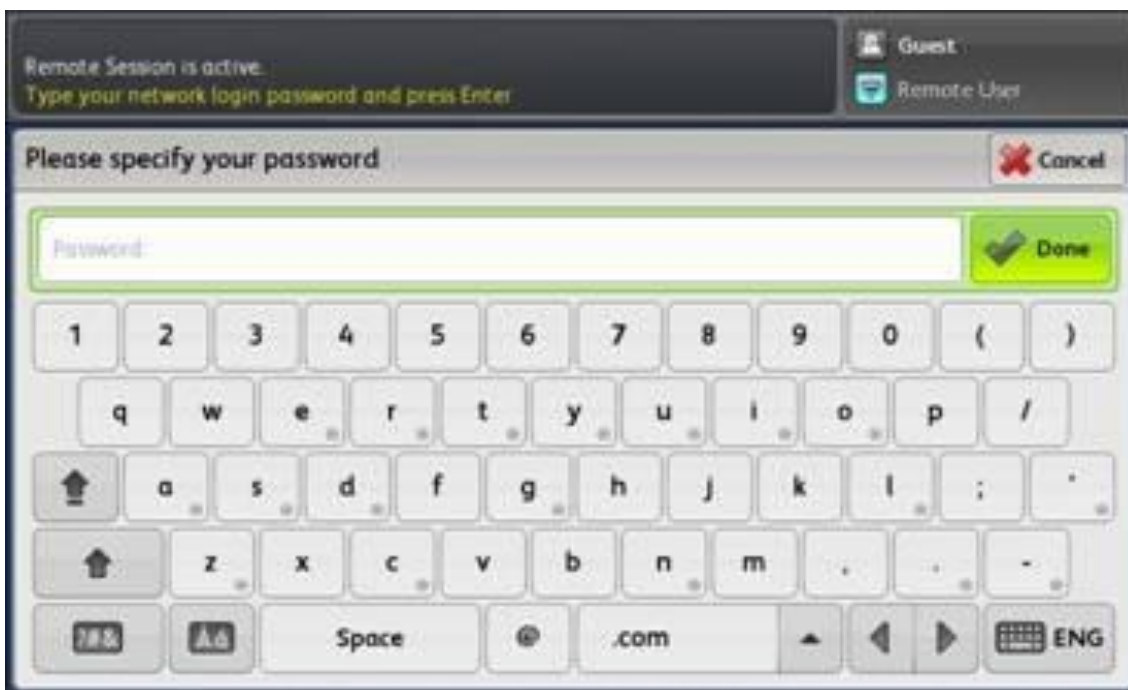 Remote Session is active.
Guest
Type your network login password and press Enter
Remote User
Please specify your password
Cancel
Password
Done
1 2 3 4 5 6 7 8 9 0 ( )
q w e r t y u i o p /
a s d f g h j k l ;
z x c v b n m , . -
?#& Space @ .com ENG